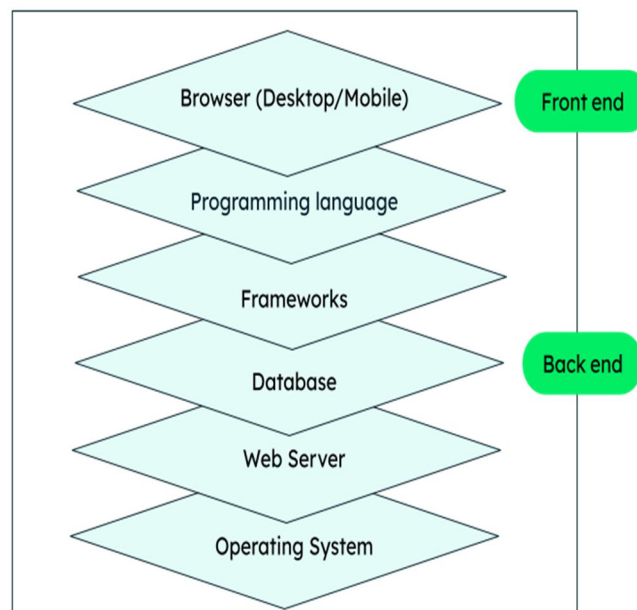 Browser (Desktop/Mobile)
Front end
Programming language
Frameworks
Back end
Database
Web Server
Operating System